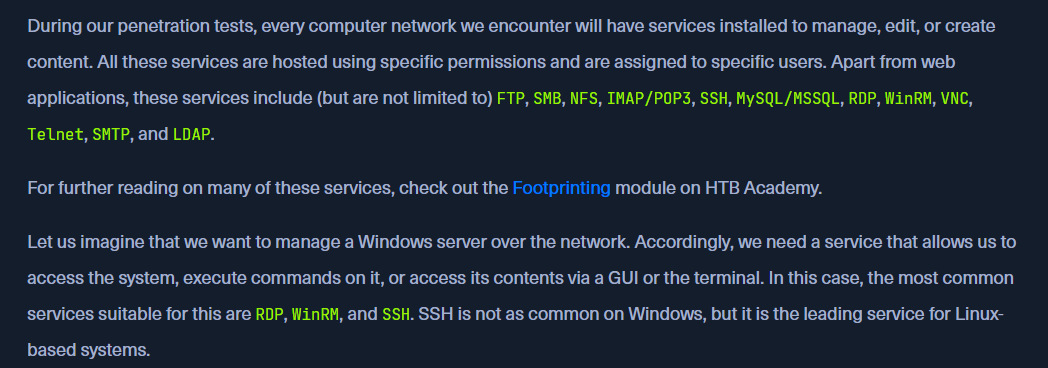 During our penetration tests, every computer network we encounter will have services installed to manage, edit, or create
content. All these services are hosted using specific permissions and are assigned to specific users. Apart from web
applications, these services include (but are not limited to) FTP, SMB, NFS, IMAP/POP3, SSH, MySQL/MSSQL, RDP, WinRM, VNC,
Telnet, SMTP, and LDAP.
For further reading on many of these services, check out the Footprinting module on HTB Academy.
Let us imagine that we want to manage a Windows server over the network. Accordingly, we need a service that allows us to
access the system, execute commands on it, or access its contents via a GUI or the terminal. In this case, the most common
services suitable for this are RDP, WinRM, and SSH. SSH is not as common on Windows, but it is the leading service for Linux-
based systems.